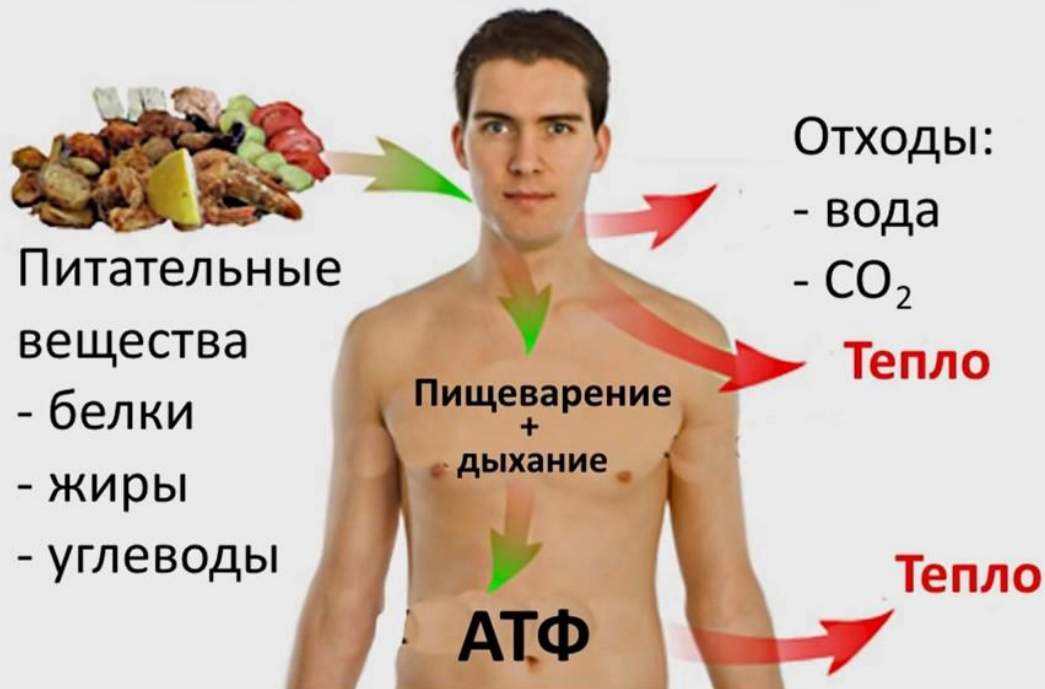 Питательные
вещества
- белки
- жиры
- углеводы
Пищеварение
+
дыхание
АТФ
Отходы:
- вода
- CO₂
Тепло
Тепло